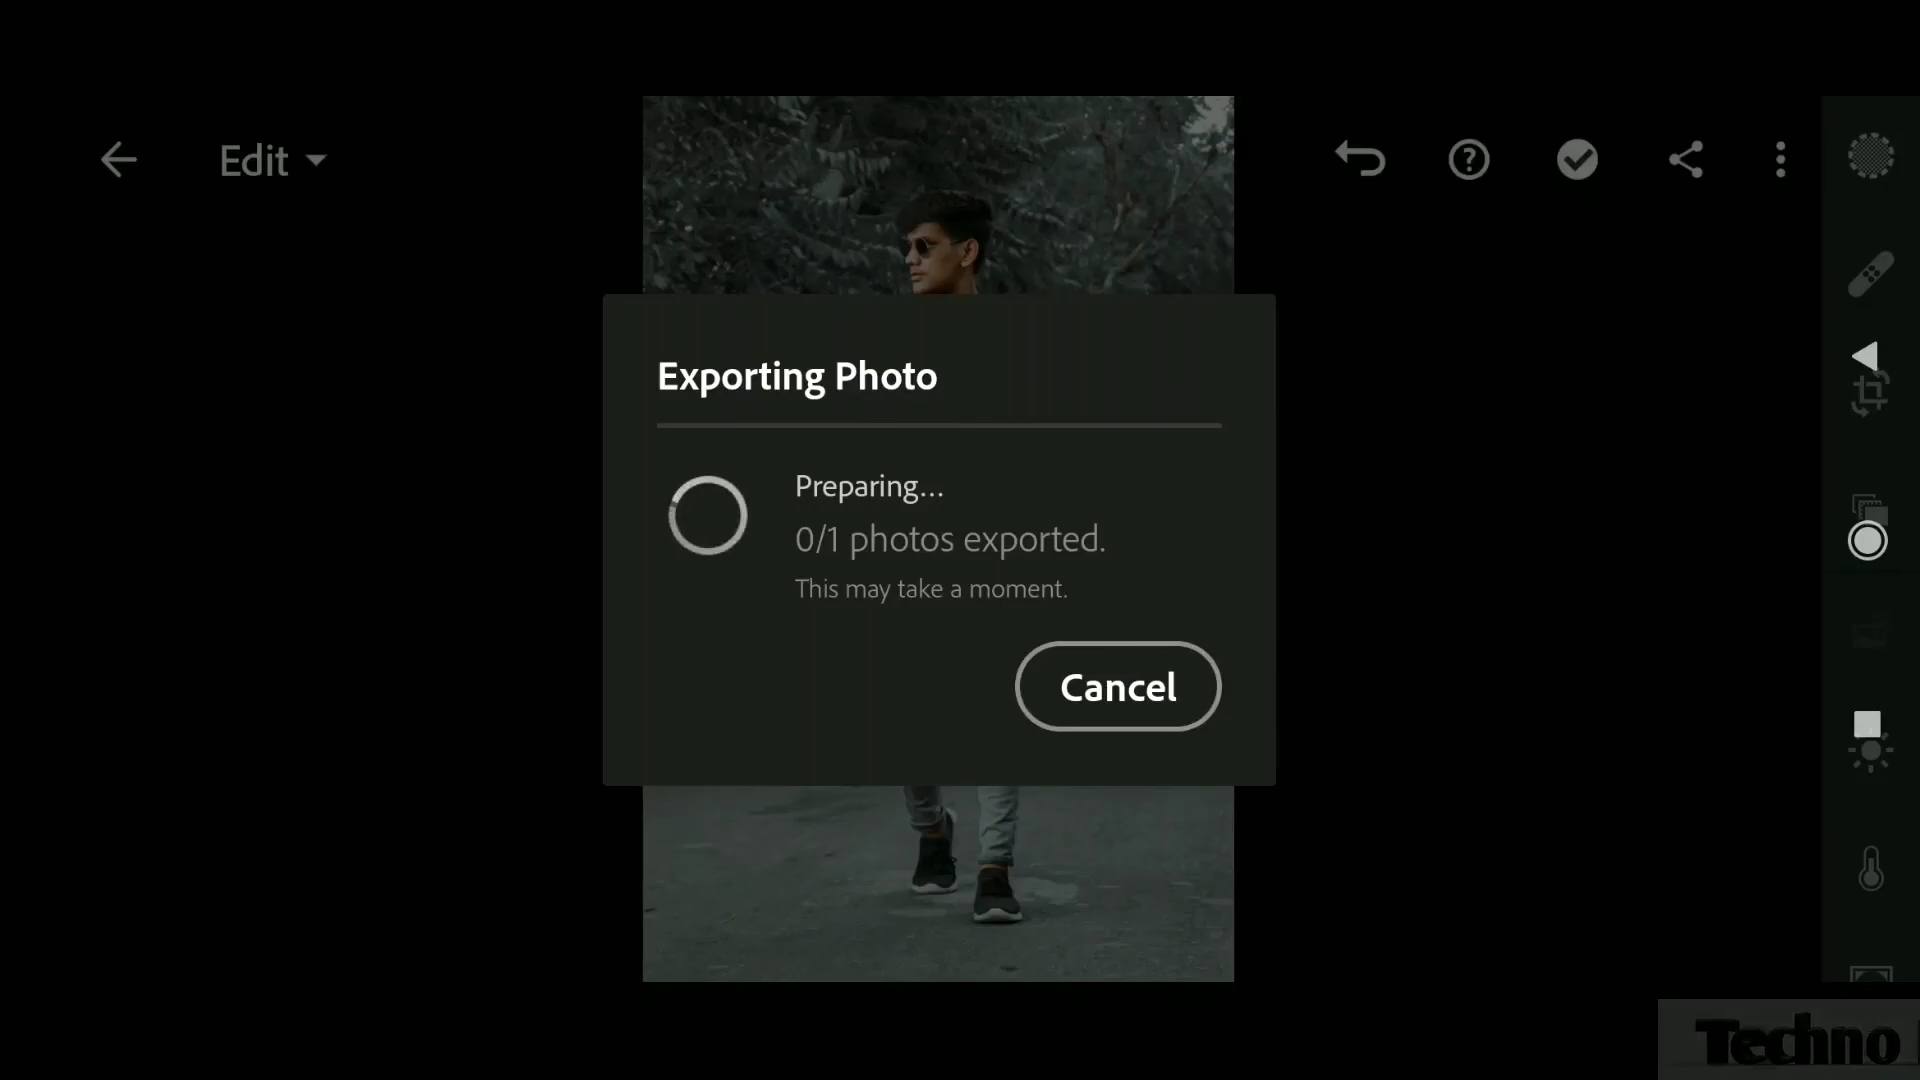 Edit
Exporting Photo
Preparing...
0/1 photos exported.
This may take a moment.
Cancel
Techno